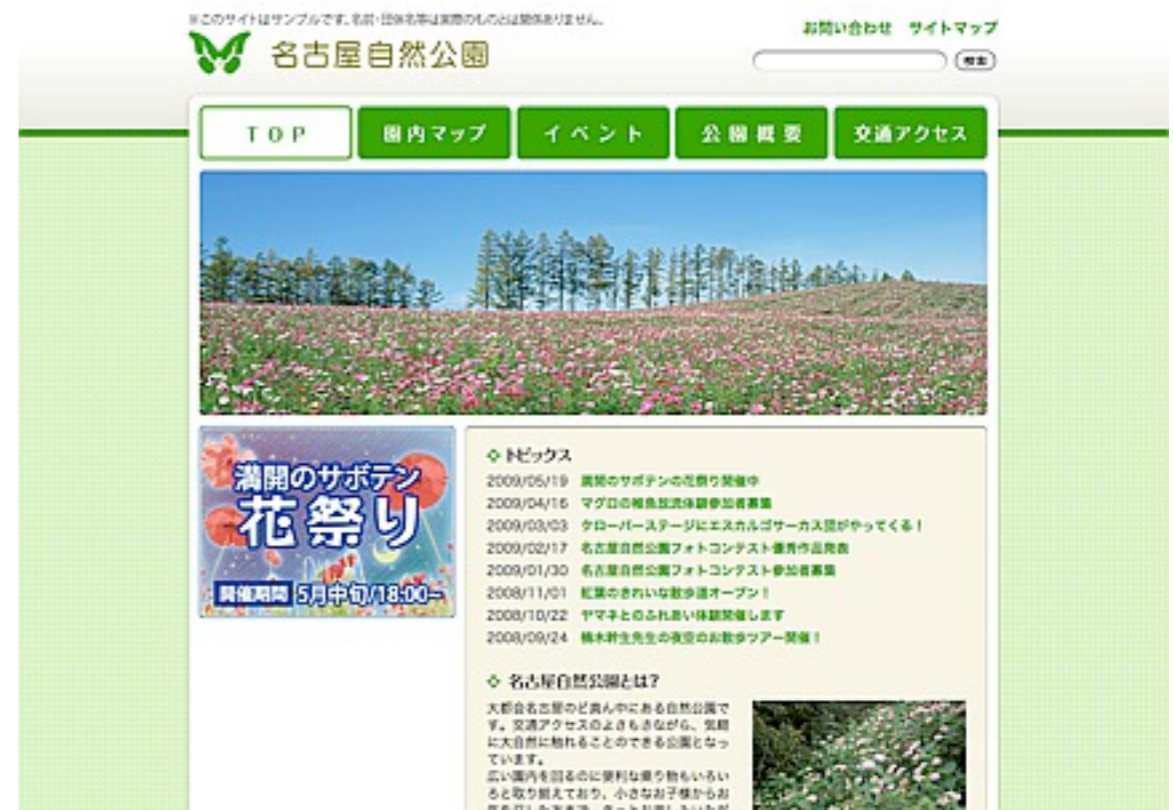 ※このサイトはサンプルです。名前・団体名等は実際のものとは関係ありません。
お問い合わせ サイトマップ
名古屋自然公園
検索
TOP 園内マップ イベント 公園概要 交通アクセス
満開のサボテン
花祭り
開催期間 5月中旬/18:00~
トピックス
2009/05/19 満開のサボテンの花祭り開催中
2009/04/16 マグロの稚魚放流体験参加者募集
2009/03/03 クローバーステージにエスカルゴサーカス団がやってくる！
2009/02/17 名古屋自然公園フォトコンテスト優秀作品発表
2009/01/30 名古屋自然公園フォトコンテスト参加者募集
2008/11/01 紅葉のきれいな散歩道オープン！
2008/10/22 ヤマネとのふれあい体験開催します
2008/09/24 楠木幹生先生の夜空のお散歩ツアー開催！
名古屋自然公園とは?
大都会名古屋のど真ん中にある自然公園で
す。交通アクセスのよさもさながら、気軽
に大自然に触れることのできる公園となっ
ています。
広い園内を回るのに便利な乗り物もいろい
ろと取り揃えており、小さなお子様からお